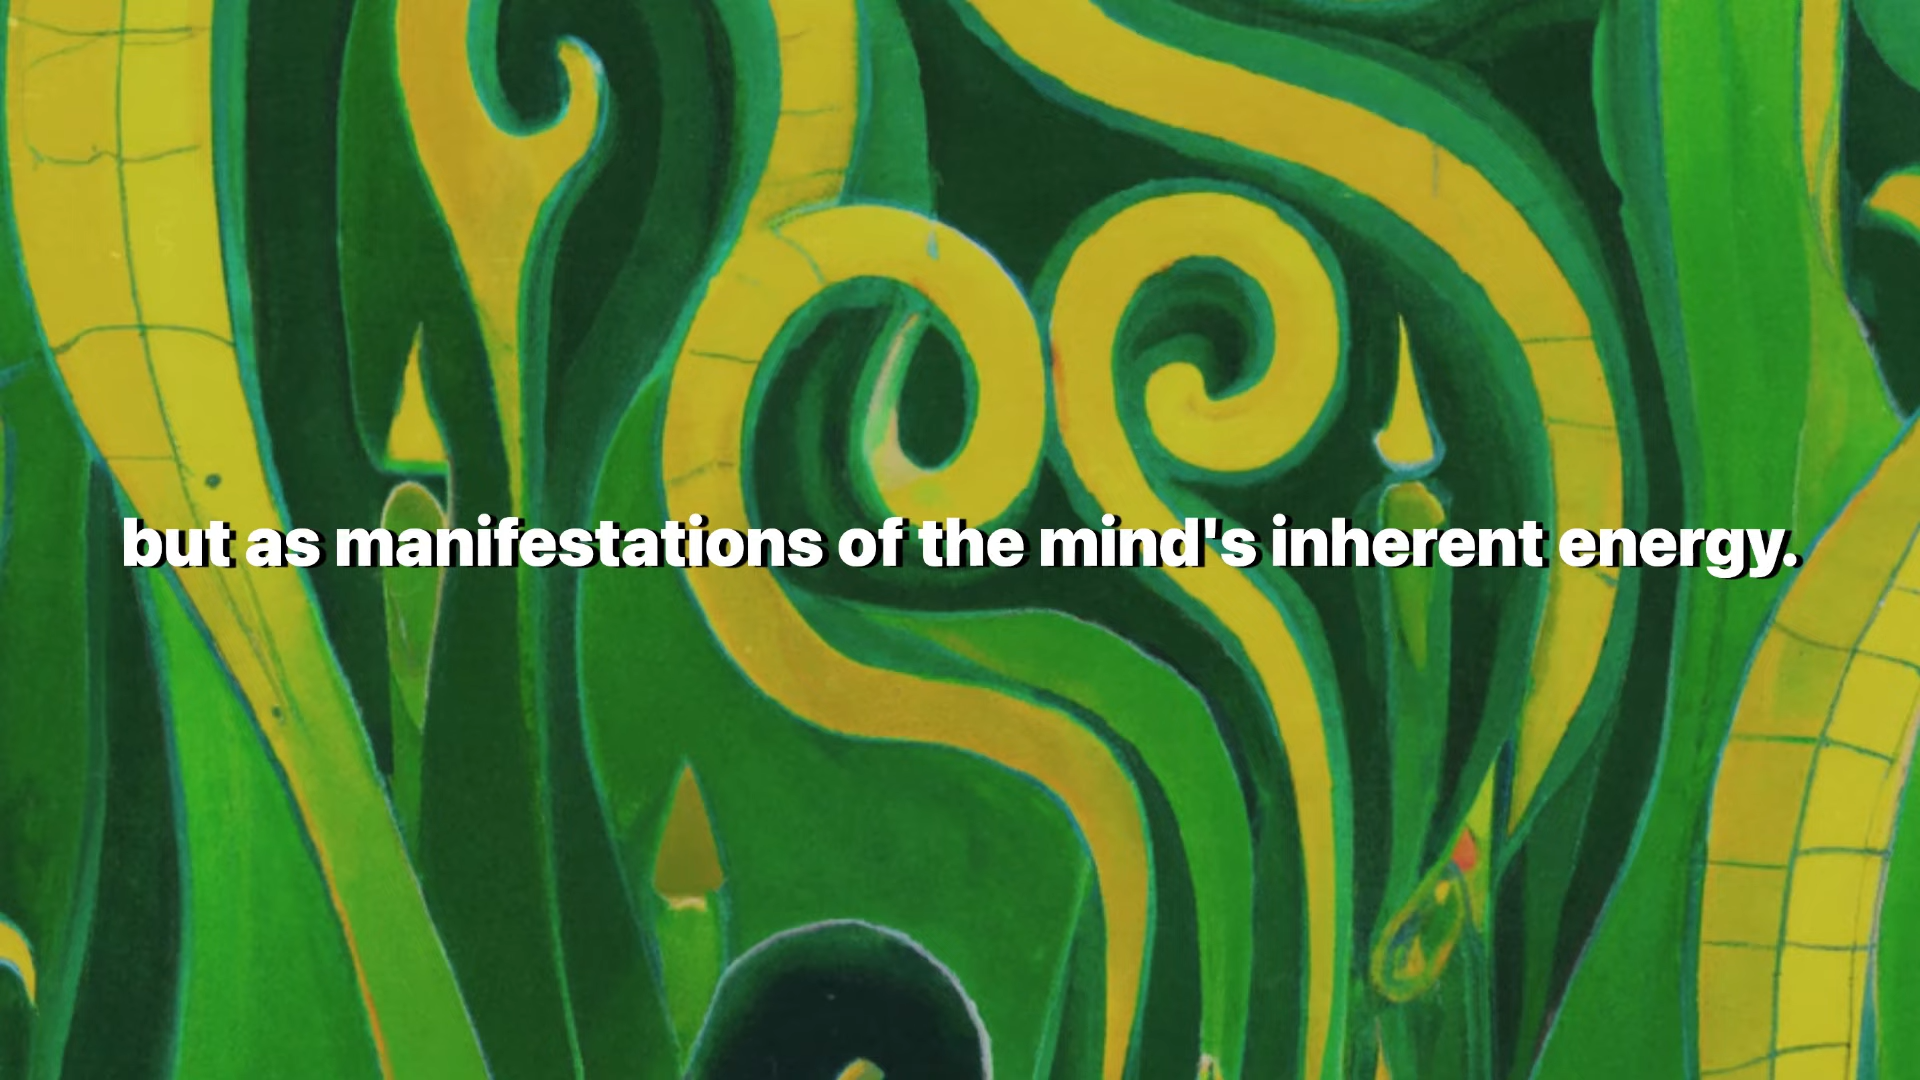 but as manifestations of the mind's inherent energy.